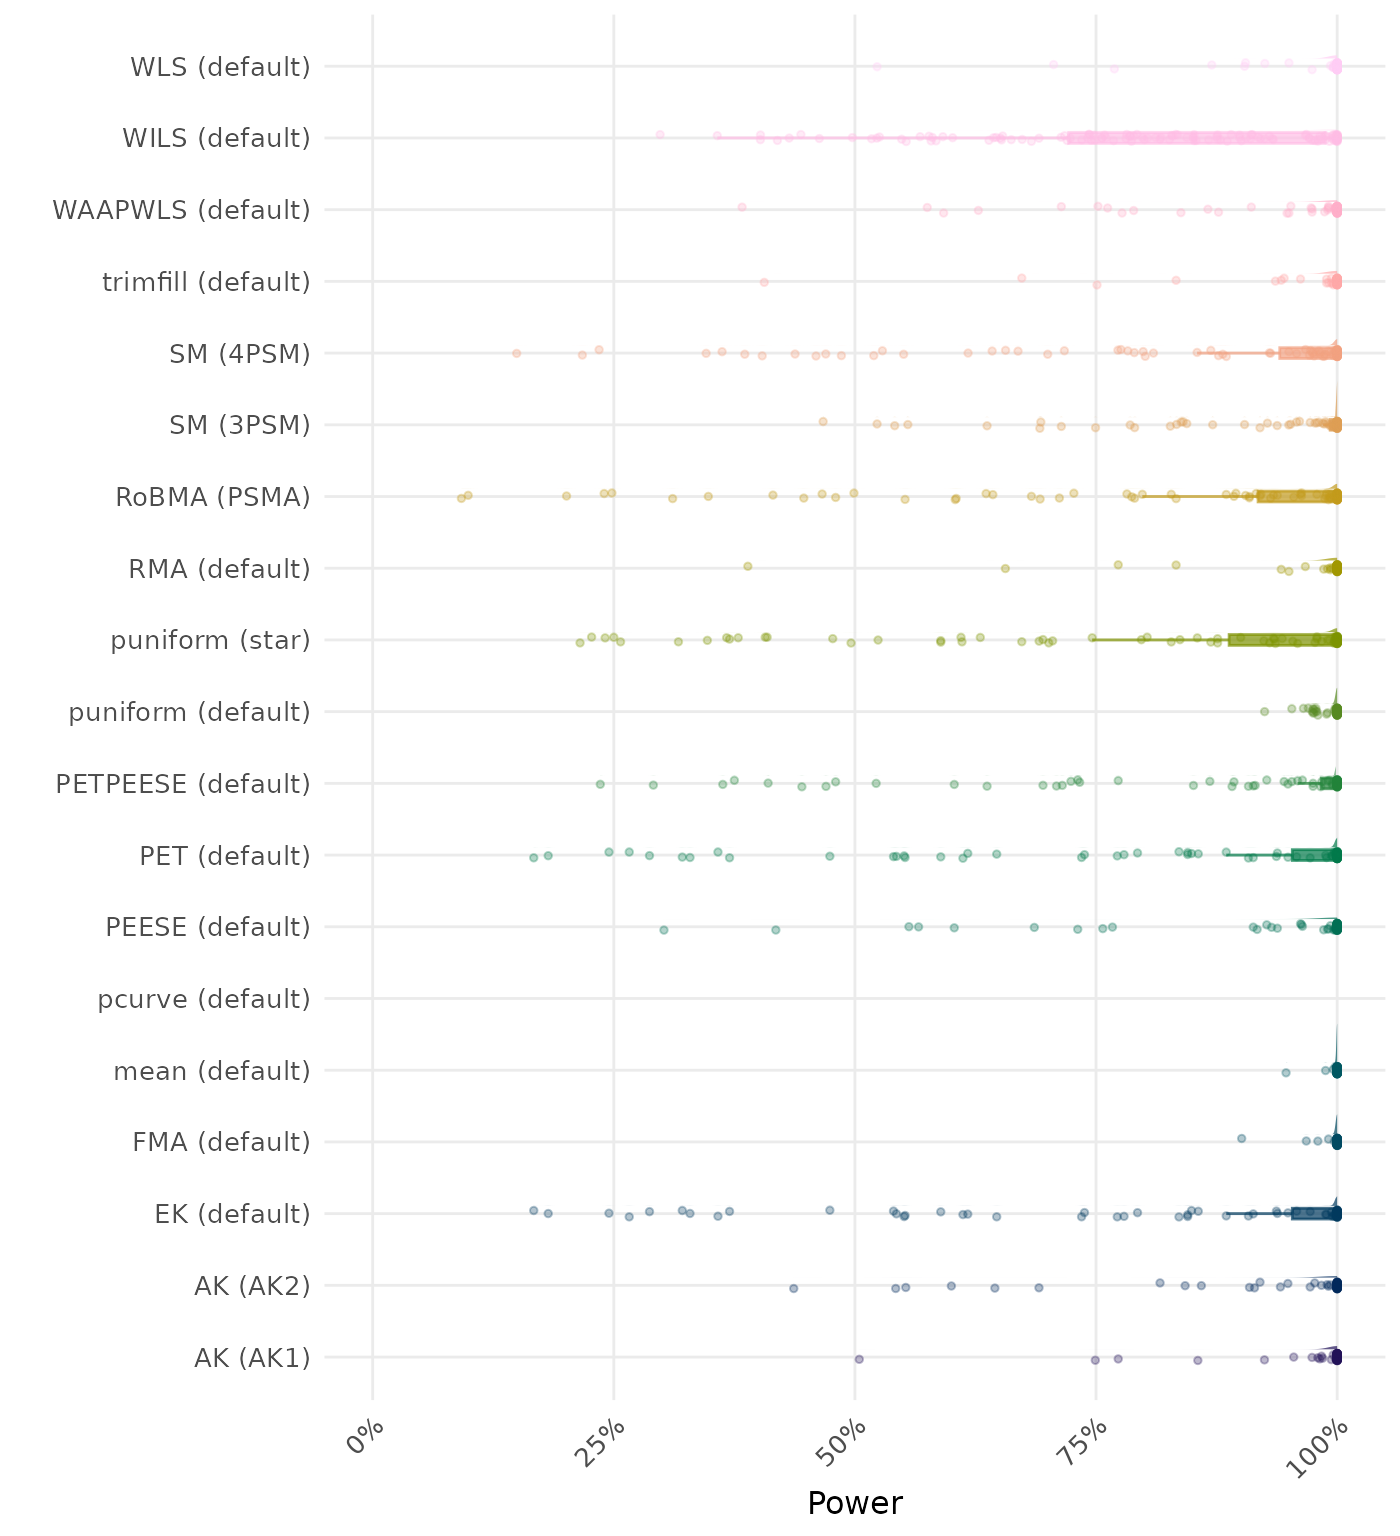 WLS (default)
WILS (default)
WAAPWLS (default)
trimfill (default)
SM (4PSM)
SM (3PSM)
RoBMA (PSMA)
RMA (default)
puniform (star)
puniform (default)
PETPEESE (default)
PET (default)
PEESE (default)
pcurve (default)
mean (default)
FMA (default)
EK (default)
AK (AK2)
AK (AK1)
0%
25%
50%
75%
100%
Power